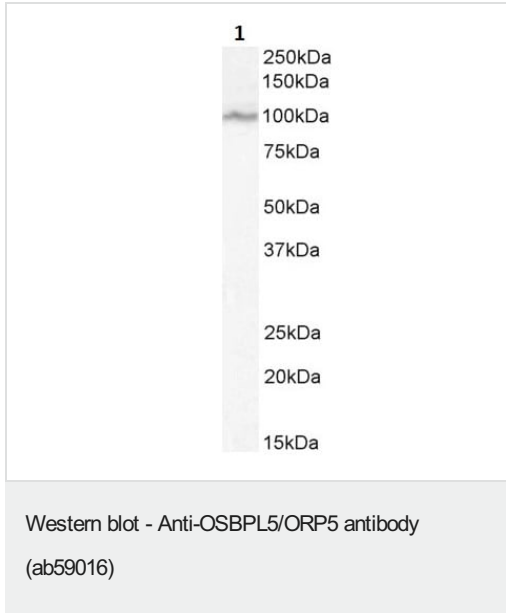 1
250kDa
150kDa
100kDa
75kDa
50kDa
37kDa
25kDa
20kDa
15kDa
Western blot - Anti-OSBPL5/ORP5 antibody
(ab59016)